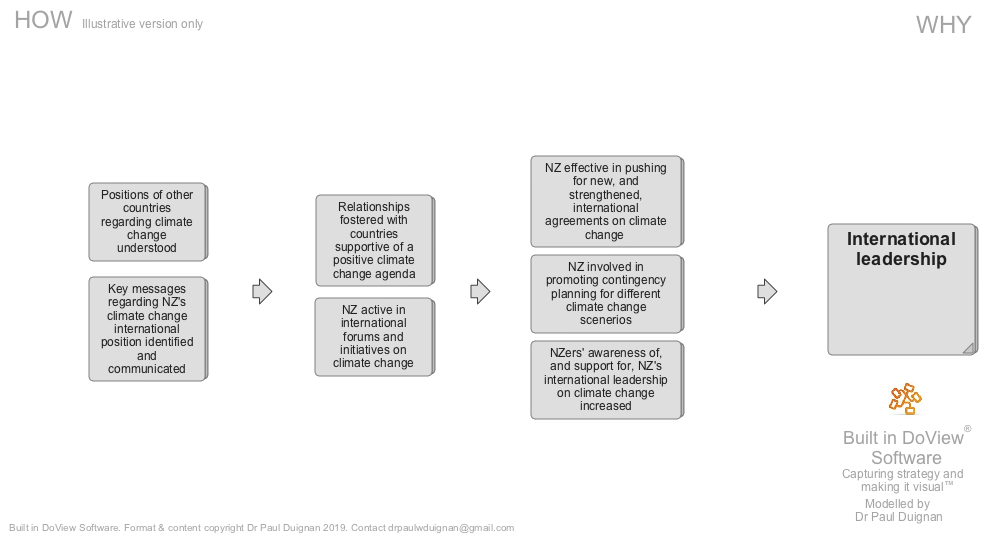 HOW Illustrative version only
WHY
Positions of other
countries
regarding climate
change
understood
Key messages
regarding NZ's
climate change
international
position identified
and
communicated
Relationships
fostered with
countries
supportive of a
positive climate
change agenda
NZ active in
international
forums and
initiatives on
climate change
NZ effective in pushing
for new, and
strengthened,
international
agreements on climate
change
NZ involved in
promoting contingency
planning for different
climate change
scenerios
NZers' awareness of,
and support for, NZ's
international leadership
on climate change
increased
International
leadership
Built in DoView®
Software
Capturing strategy and
making it visual™
Modelled by
Dr Paul Duignan
Built in DoView Software. Format & content copyright Dr Paul Duignan 2019. Contact drpaulwduignan@gmail.com